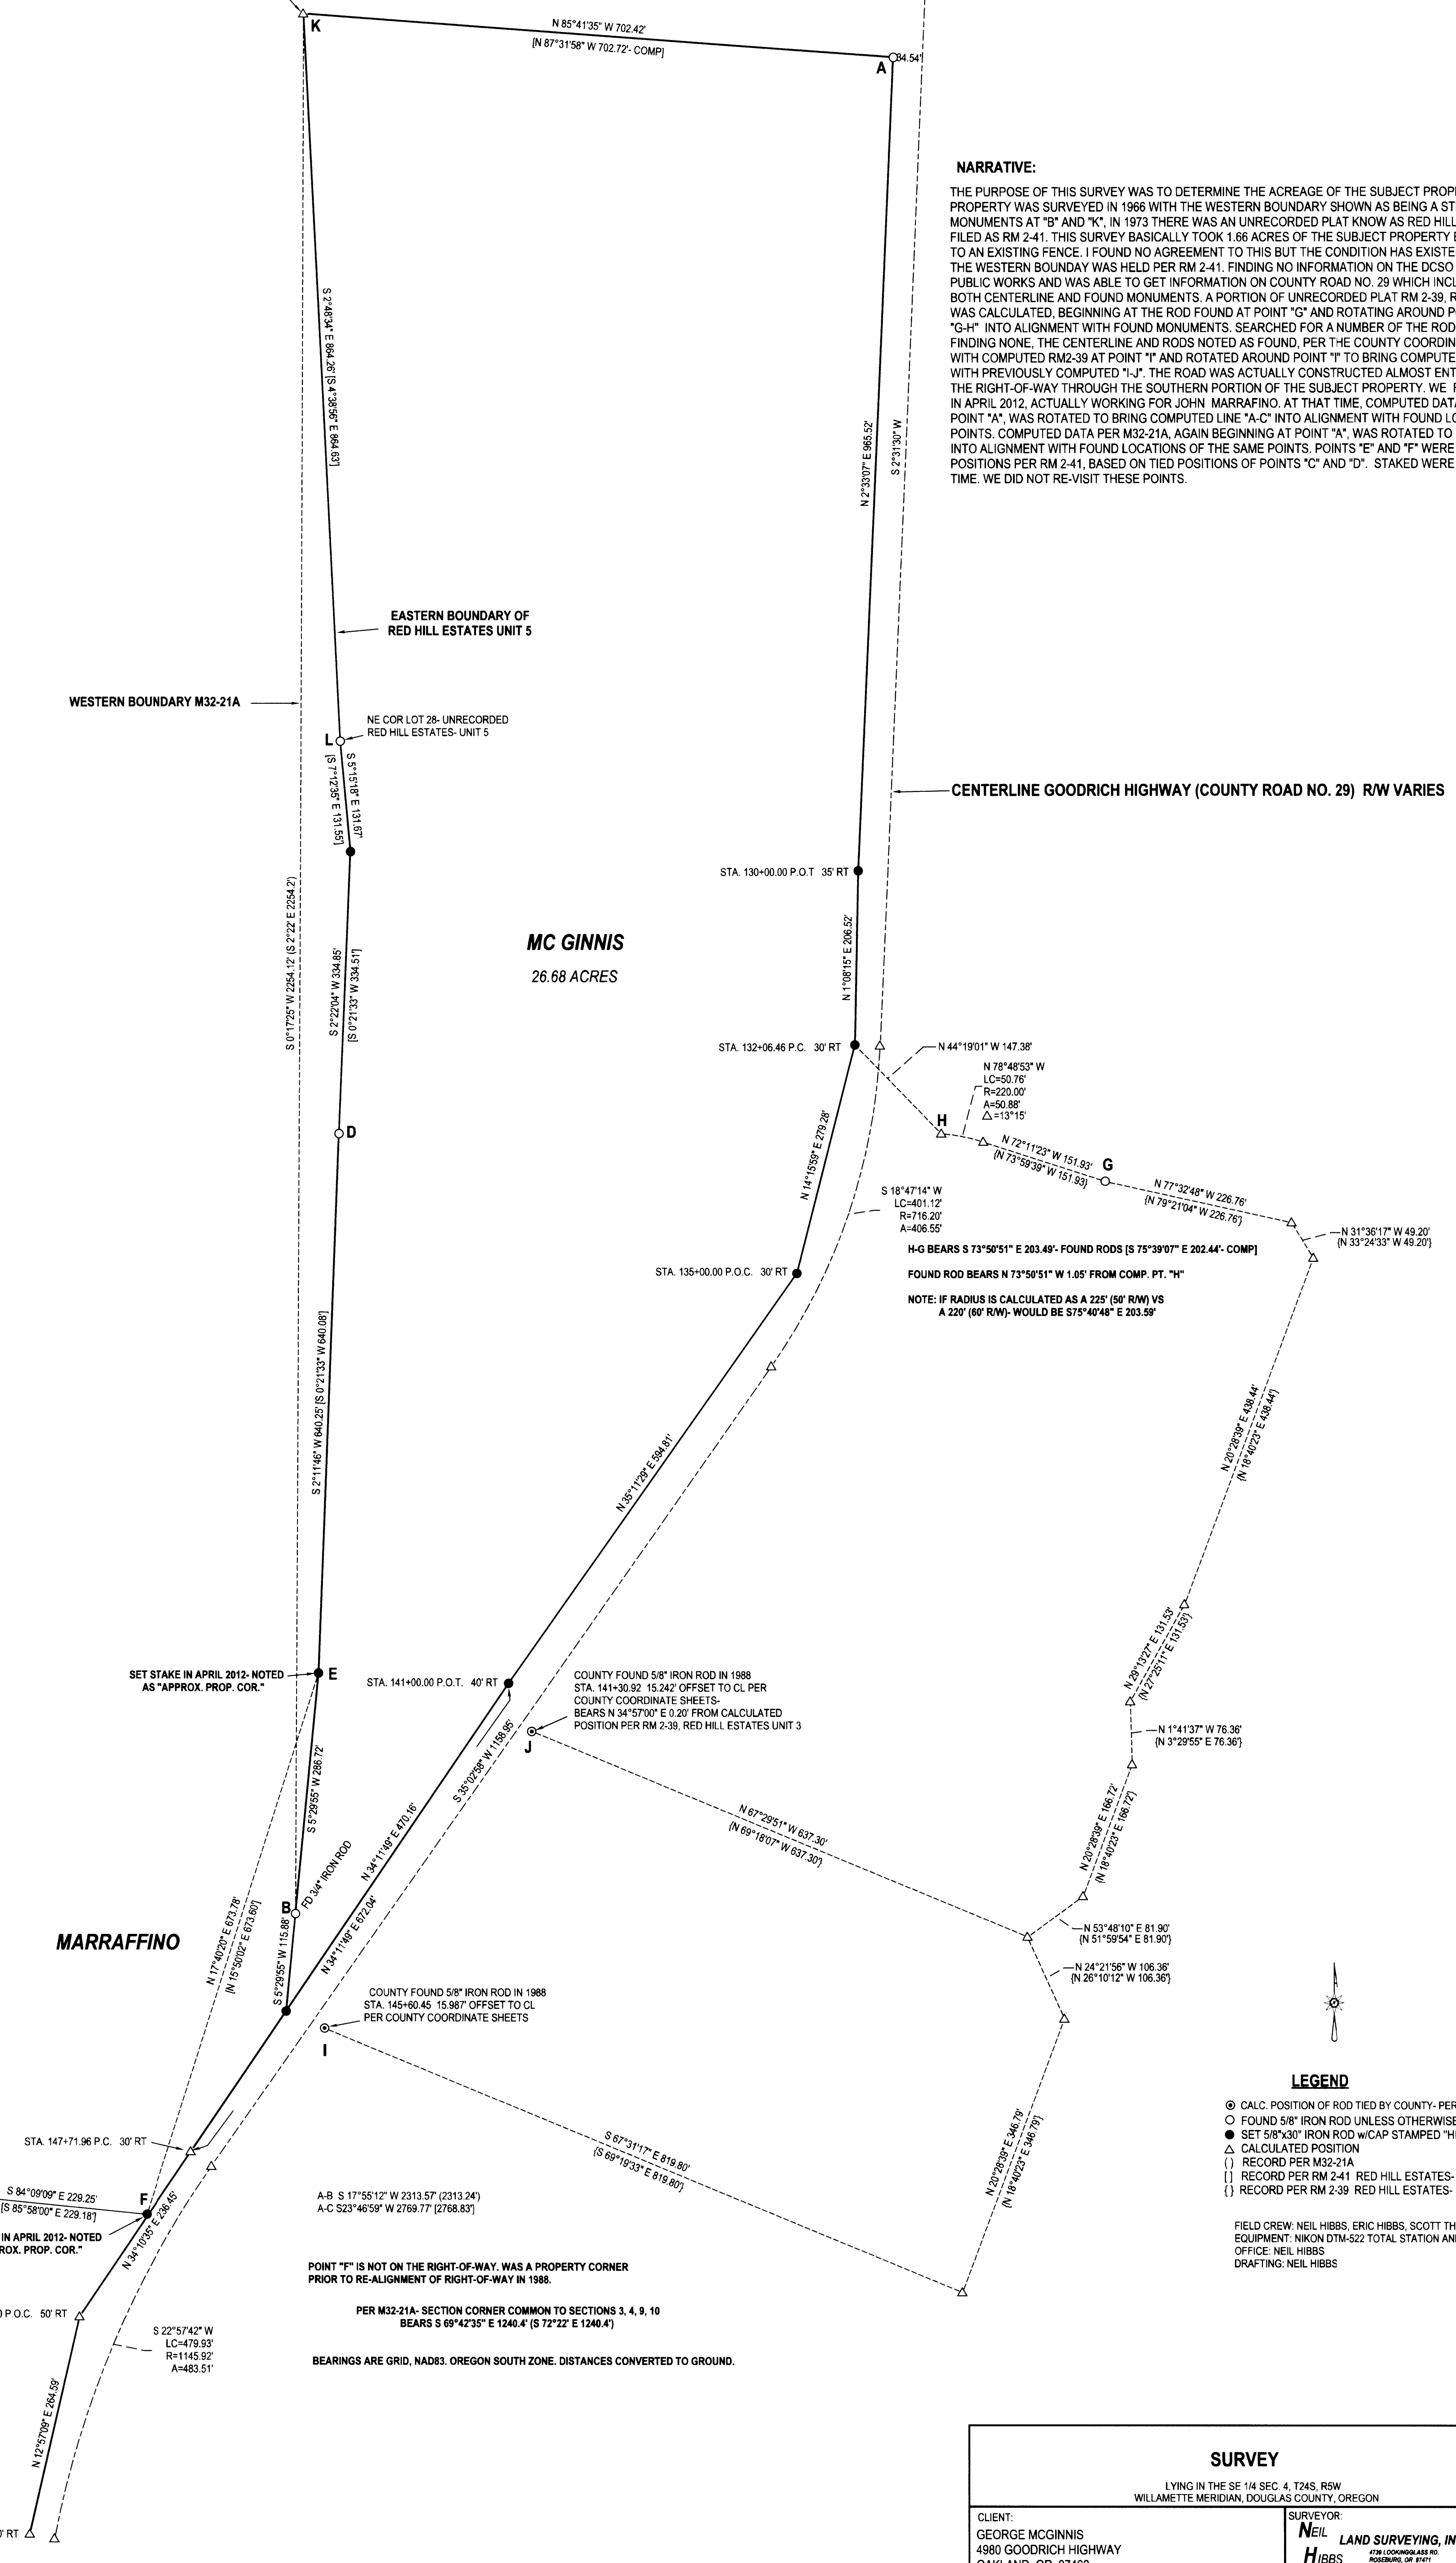 K
N 85°41'35" W 702.42'
[N 87°31'58" W 702.72'- COMP]
A
34.54'
NARRATIVE:
THE PURPOSE OF THIS SURVEY WAS TO DETERMINE THE ACREAGE OF THE SUBJECT
PROPERTY WAS SURVEYED IN 1966 WITH THE WESTERN BOUNDARY SHOWN AS BEING A
MONUMENTS AT "B" AND "K", IN 1973 THERE WAS AN UNRECORDED PLAT KNOW AS RED HILL
FILED AS RM 2-41. THIS SURVEY BASICALLY TOOK 1.66 ACRES OF THE SUBJECT PROPERTY
TO AN EXISTING FENCE. I FOUND NO AGREEMENT TO THIS BUT THE CONDITION HAS
THE WESTERN BOUNDAY WAS HELD PER RM 2-41. FINDING NO INFORMATION ON THE DCSO
PUBLIC WORKS AND WAS ABLE TO GET INFORMATION ON COUNTY ROAD NO. 29 WHICH
BOTH CENTERLINE AND FOUND MONUMENTS. A PORTION OF UNRECORDED PLAT RM 2-39,
WAS CALCULATED, BEGINNING AT THE ROD FOUND AT POINT "G" AND ROTATING AROUND
"G-H" INTO ALIGNMENT WITH FOUND MONUMENTS. SEARCHED FOR A NUMBER OF THE
FINDING NONE, THE CENTERLINE AND RODS NOTED AS FOUND, PER THE COUNTY
WITH COMPUTED RM2-39 AT POINT "I" AND ROTATED AROUND POINT "I" TO BRING
WITH PREVIOUSLY COMPUTED "I-J". THE ROAD WAS ACTUALLY CONSTRUCTED ALMOST
THE RIGHT-OF-WAY THROUGH THE SOUTHERN PORTION OF THE SUBJECT PROPERTY. WE
IN APRIL 2012, ACTUALLY WORKING FOR JOHN MARRAFINO. AT THAT TIME, COMPUTED
POINT "A", WAS ROTATED TO BRING COMPUTED LINE "A-C" INTO ALIGNMENT WITH FOUND
POINTS. COMPUTED DATA PER M32-21A, AGAIN BEGINNING AT POINT "A", WAS ROTATED TO
INTO ALIGNMENT WITH FOUND LOCATIONS OF THE SAME POINTS. POINTS "E" AND "F" WERE
POSITIONS PER RM 2-41, BASED ON TIED POSITIONS OF POINTS "C" AND "D". STAKED WERE
TIME. WE DID NOT RE-VISIT THESE POINTS.
S 2°48'34" E 864.26' [S 4°38'56" E 864.63']
N 2°33'07" E 965.52'
S 2°31'30" W
EASTERN BOUNDARY OF
RED HILL ESTATES UNIT 5
WESTERN BOUNDARY M32-21A
L
NE COR LOT 28- UNRECORDED
RED HILL ESTATES- UNIT 5
S 5°15'18" E 131.67'
[S 7°12'35" E 131.55']
CENTERLINE GOODRICH HIGHWAY (COUNTY ROAD NO. 29) R/W VARIES
STA. 130+00.00 P.O.T 35' RT
S 0°17'25" W 2254.12' (S 2°22' E 2254.2')
S 2°22'04" W 334.85'
[S 0°21'33" W 334.51']
MC GINNIS
26.68 ACRES
N 1°08'15" E 206.52'
STA. 132+06.46 P.C. 30' RT
N 44°19'01" W 147.38'
N 78°48'53" W
LC=50.76'
R=220.00'
A=50.88'
△=13°15'
D
H
N 72°11'23" W 151.93'
{N 73°59'39" W 151.93'}
G
N 77°32'48" W 226.76'
{N 79°21'04" W 226.76'}
N 31°36'17" W 49.20'
{N 33°24'33" W 49.20'}
N 14°15'59" E 279.28'
S 18°47'14" W
LC=401.12'
R=716.20'
A=406.55'
H-G BEARS S 73°50'51" E 203.49'- FOUND RODS [S 75°39'07" E 202.44'- COMP]
FOUND ROD BEARS N 73°50'51" W 1.05' FROM COMP. PT. "H"
NOTE: IF RADIUS IS CALCULATED AS A 225' (50' R/W) VS
A 220' (60' R/W)- WOULD BE S75°40'48" E 203.59'
STA. 135+00.00 P.O.C. 30' RT
S 2°11'46" W 640.25' [S 0°21'33" W 640.08']
N 35°11'29" E 594.81'
N 20°28'39" E 438.44'
{N 18°40'23" E 438.44'}
N 29°13'27" E 131.53'
{N 27°25'11" E 131.53'}
SET STAKE IN APRIL 2012- NOTED
AS "APPROX. PROP. COR."
E
STA. 141+00.00 P.O.T. 40' RT
COUNTY FOUND 5/8" IRON ROD IN 1988
STA. 141+30.92 15.242' OFFSET TO CL PER
COUNTY COORDINATE SHEETS-
BEARS N 34°57'00" E 0.20' FROM CALCULATED
POSITION PER RM 2-39, RED HILL ESTATES UNIT 3
J
N 1°41'37" W 76.36'
{N 3°29'55" E 76.36'}
S 5°29'55" W 286.72'
S 35°02'58" W 1158.95'
N 34°11'49" E 470.16'
N 67°29'51" W 637.30'
{N 69°18'07" W 637.30'}
N 20°28'39" E 166.72'
{N 18°40'23" E 166.72'}
B
FD 3/4" IRON ROD
N 17°40'20" E 673.78'
[N 15°50'02" E 673.60']
MARRAFFINO
S 5°29'55" W 115.88'
N 34°11'49" E 672.04'
N 53°48'10" E 81.90'
{N 51°59'54" E 81.90'}
N 24°21'56" W 106.36'
{N 26°10'12" W 106.36'}
COUNTY FOUND 5/8" IRON ROD IN 1988
STA. 145+60.45 15.987' OFFSET TO CL
PER COUNTY COORDINATE SHEETS
I
S 67°31'17" E 819.80'
{S 69°19'33" E 819.80'}
N 20°28'39" E 346.79'
{N 18°40'23" E 346.79'}
LEGEND
CALC. POSITION OF ROD TIED BY COUNTY- PER
FOUND 5/8" IRON ROD UNLESS OTHERWISE
SET 5/8"x30" IRON ROD w/CAP STAMPED
CALCULATED POSITION
( ) RECORD PER M32-21A
[ ] RECORD PER RM 2-41 RED HILL ESTATES-
{ } RECORD PER RM 2-39 RED HILL ESTATES-
FIELD CREW: NEIL HIBBS, ERIC HIBBS, SCOTT
EQUIPMENT: NIKON DTM-522 TOTAL STATION
OFFICE: NEIL HIBBS
DRAFTING: NEIL HIBBS
STA. 147+71.96 P.C. 30' RT
S 84°09'09" E 229.25'
[S 85°58'00" E 229.18']
F
IN APRIL 2012- NOTED
PROP. COR."
N 34°10'35" E 236.45'
A-B S 17°55'12" W 2313.57' (2313.24')
A-C S23°46'59" W 2769.77' [2768.83']
POINT "F" IS NOT ON THE RIGHT-OF-WAY. WAS A PROPERTY CORNER
PRIOR TO RE-ALIGNMENT OF RIGHT-OF-WAY IN 1988.
PER M32-21A- SECTION CORNER COMMON TO SECTIONS 3, 4, 9, 10
BEARS S 69°42'35" E 1240.4' (S 72°22' E 1240.4')
BEARINGS ARE GRID, NAD83. OREGON SOUTH ZONE. DISTANCES CONVERTED TO GROUND.
P.O.C. 50' RT
S 22°57'42" W
LC=479.93'
R=1145.92'
A=483.51'
N 12°57'09" E 264.59'
RT
SURVEY
LYING IN THE SE 1/4 SEC. 4, T24S, R5W
WILLAMETTE MERIDIAN, DOUGLAS COUNTY, OREGON
CLIENT:
GEORGE MCGINNIS
4980 GOODRICH HIGHWAY
SURVEYOR:
NEIL
HIBBS
LAND SURVEYING,
4739 LOOKINGGLASS RD.
ROSEBURG, OR 97471